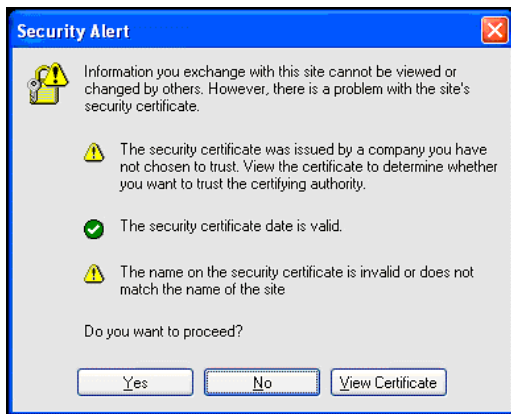 Security Alert
Information you exchange with this site cannot be viewed or
changed by others. However, there is a problem with the site's
security certificate.
The security certificate was issued by a company you have
not chosen to trust. View the certificate to determine whether
you want to trust the certifying authority.
The security certificate date is valid.
The name on the security certificate is invalid or does not
match the name of the site
Do you want to proceed?
Yes No View Certificate